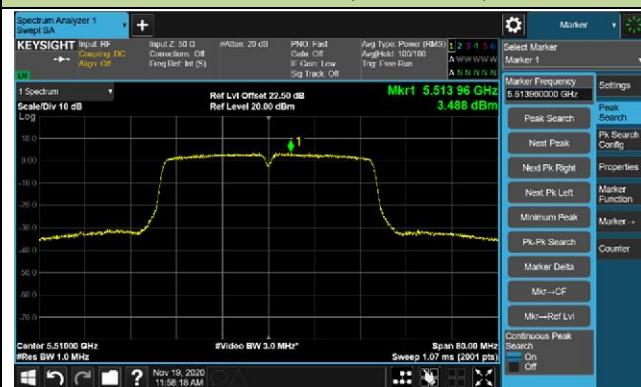 Spectrum Analyzer 1
Swept SA
+
Marker
KEYSIGHT
Input: RF
Coupling: DC
Align: Off
Input Z: 50 Ω
Corrections: Off
Freq Ref: Int (S)
#Atten: 20 dB
PNO: Fast
Gate: Off
IF Gain: Low
Sig Track: Off
Avg Type: Power (RMS)
Avg|Hold: 100/100
Trig: Free Run
1 2 3 4 5 6
A W W W W W
A N N N N N
Select Marker
Marker 1
1 Spectrum
Scale/Div 10 dB
Log
Ref Lvl Offset 22.50 dB
Ref Level 20.00 dBm
Mkr1 5.513 96 GHz
3.488 dBm
Marker Frequency
5.513960000 GHz
Settings
Peak Search
Peak
Search
Next Peak
Pk Search
Config
Next Pk Right
Properties
Next Pk Left
Marker
Function
Minimum Peak
Marker→
Pk-Pk Search
Counter
Marker Delta
Mkr→CF
Mkr→Ref Lvl
Continuous Peak
Search
On
Off
10.0
0.00
-10.0
-20.0
-30.0
-40.0
-50.0
-60.0
-70.0
1
Center 5.51000 GHz
#Res BW 1.0 MHz
#Video BW 3.0 MHz*
Span 80.00 MHz
Sweep 1.07 ms (2001 pts)
?
Nov 19, 2020
11:58:18 AM